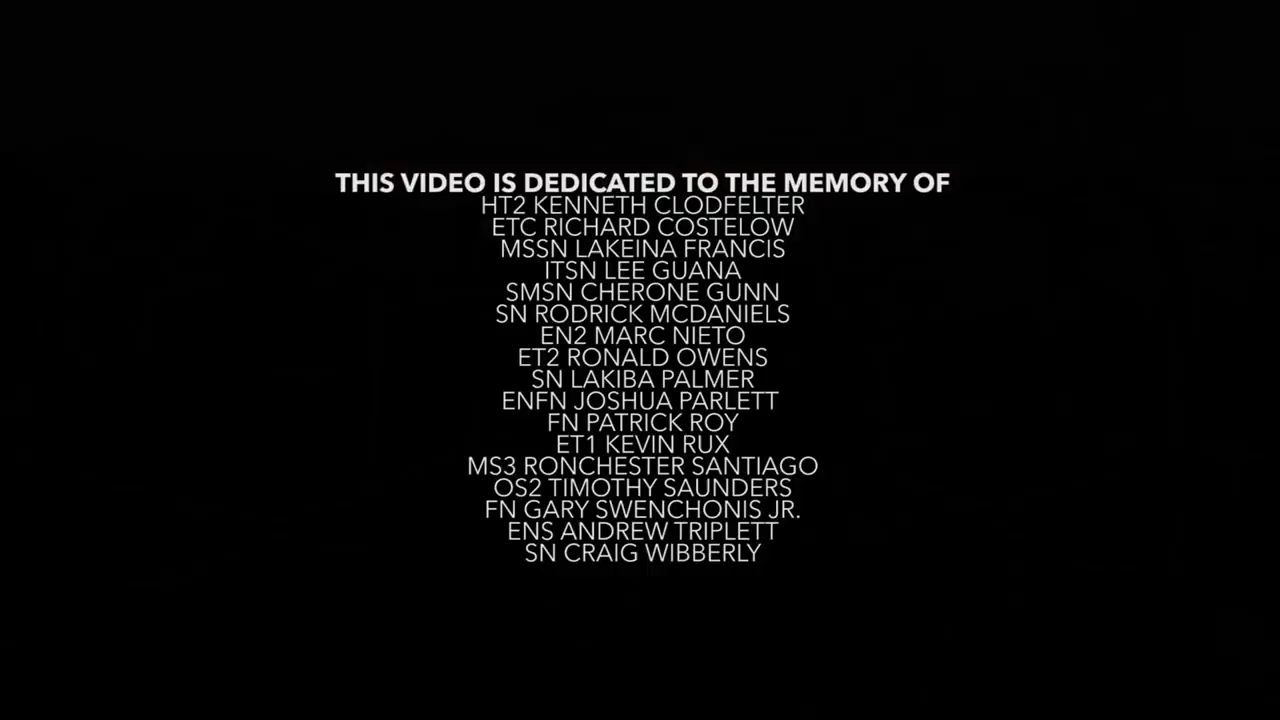 THIS VIDEO IS DEDICATED TO THE MEMORY OF
HT2 KENNETH CLODFELTER
ETC RICHARD COSTELOW
MSSN LAKEINA FRANCIS
ITSN LEE GUANA
SMSN CHERONE GUNN
SN RODRICK MCDANIELS
EN2 MARC NIETO
ET2 RONALD OWENS
SN LAKIBA PALMER
ENFN JOSHUA PARLETT
FN PATRICK ROY
ET1 KEVIN RUX
MS3 RONCHESTER SANTIAGO
OS2 TIMOTHY SAUNDERS
FN GARY SWENCHONIS JR.
ENS ANDREW TRIPLETT
SN CRAIG WIBBERLY